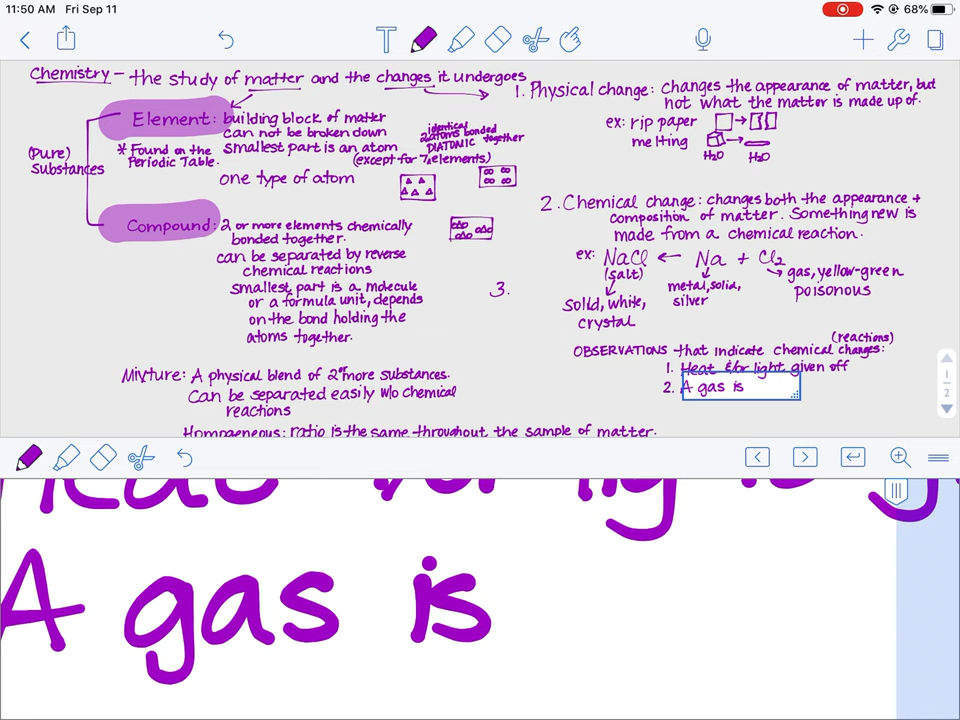 11:50 AM Fri Sep 11
68%
Chemistry - the study of matter and the changes it undergoes
Element: building block of matter
can not be broken down
smallest part is an atom
(except for 7 elements)
* Found on the
Periodic Table.
identical
2 atoms bonded
DIATOMIC together
one type of atom
(Pure)
Substances
Compound: 2 or more elements chemically
bonded together.
can be separated by reverse
chemical reactions
smallest part is a molecule
or a formula unit, depends
on the bond holding the
atoms together.
Mixture: A physical blend of 2 or more substances.
Can be separated easily w/o chemical
reactions
Homogeneous: ratio is the same throughout the sample of matter.
1. Physical change: changes the appearance of matter, but
not what the matter is made up of.
ex: rip paper
melting
H2O H2O
2. Chemical change: changes both the appearance +
composition of matter. Something new is
made from a chemical reaction.
ex: NaCl ← Na + Cl2
(salt)
solid, white,
crystal
metal, solid,
silver
gas, yellow-green
poisonous
3.
(reactions)
OBSERVATIONS that indicate chemical changes:
1. Heat &/or light given off
2. A gas is
1
2
A gas is